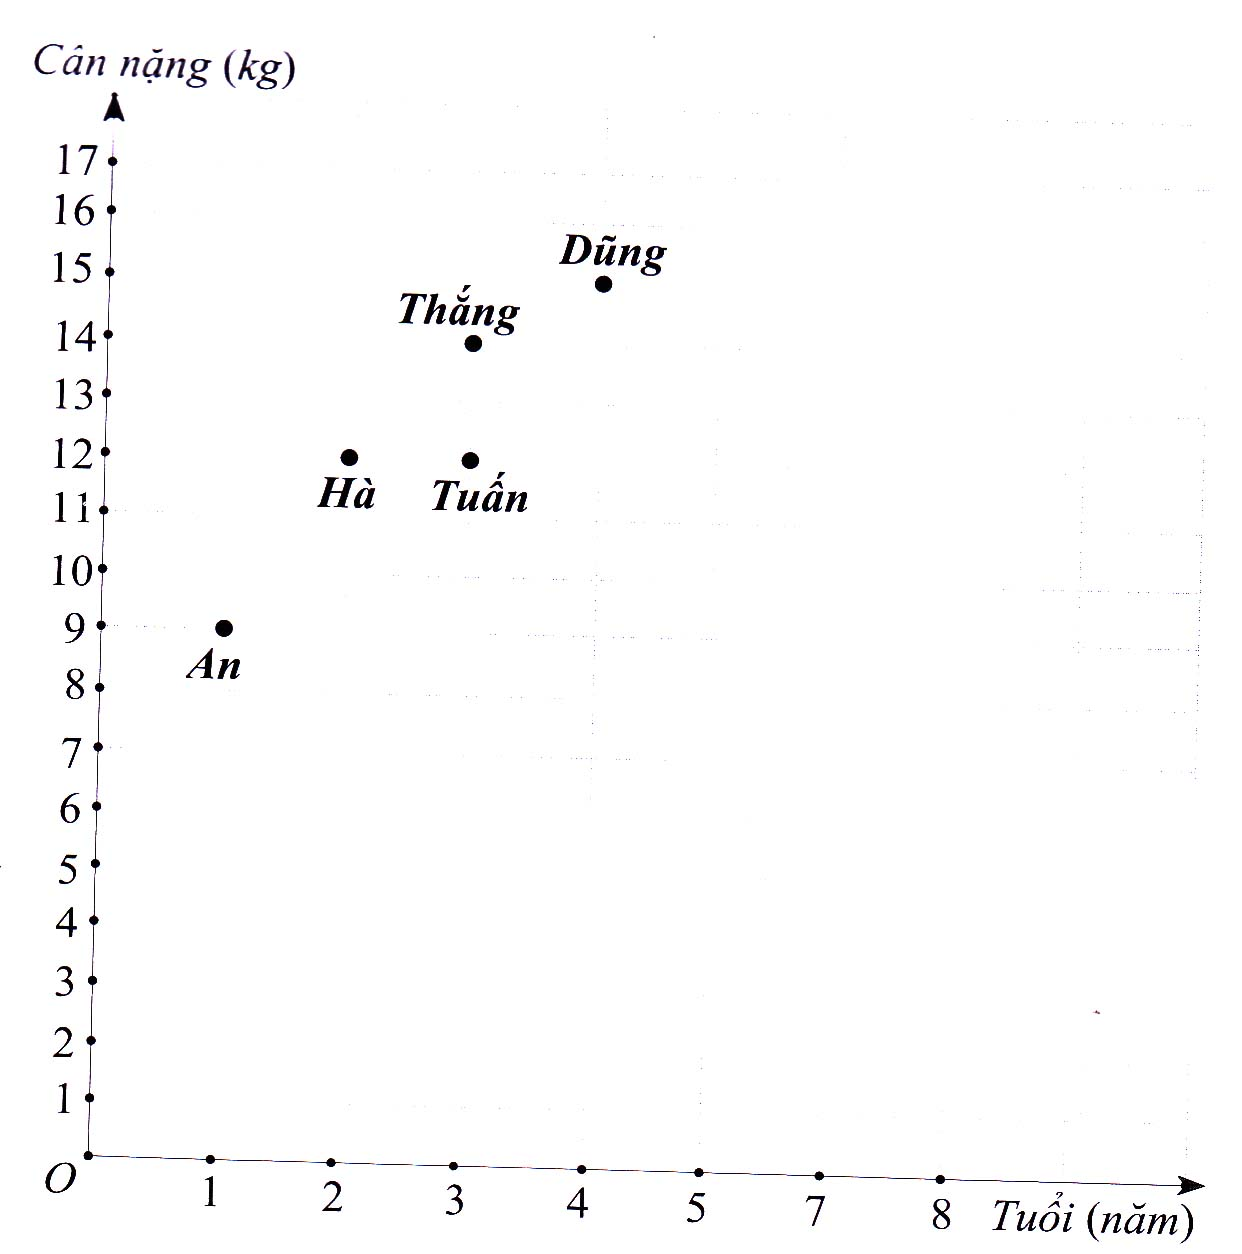 Cân nặng (kg)
17
16
15
Dũng
Thắng
14
13
12
Hà
Tuấn
11
10
9
An
8
7
6
5
4
3
2
1
O
1 2 3 4 5 7 8 Tuổi (năm)